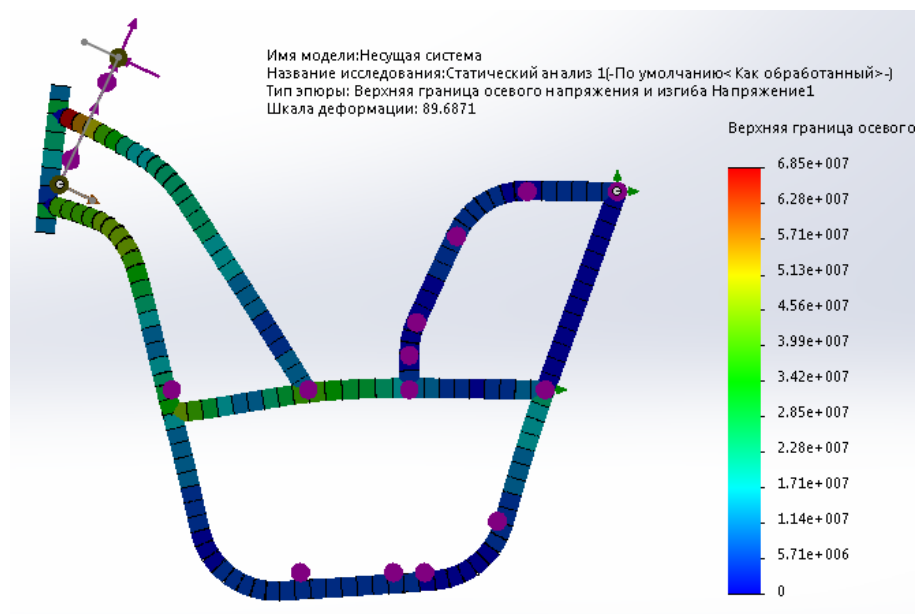 Имя модели:Несущая система
Название исследования:Статический анализ 1(-По умолчанию< Как обработанный>-)
Тип эпюры: Верхняя граница осевого напряжения и изгиба Напряжение1
Шкала деформации: 89.6871
Верхняя граница осевого
6.85e+007
6.28e+007
5.71e+007
5.13e+007
4.56e+007
3.99e+007
3.42e+007
2.85e+007
2.28e+007
1.71e+007
1.14e+007
5.71e+006
0